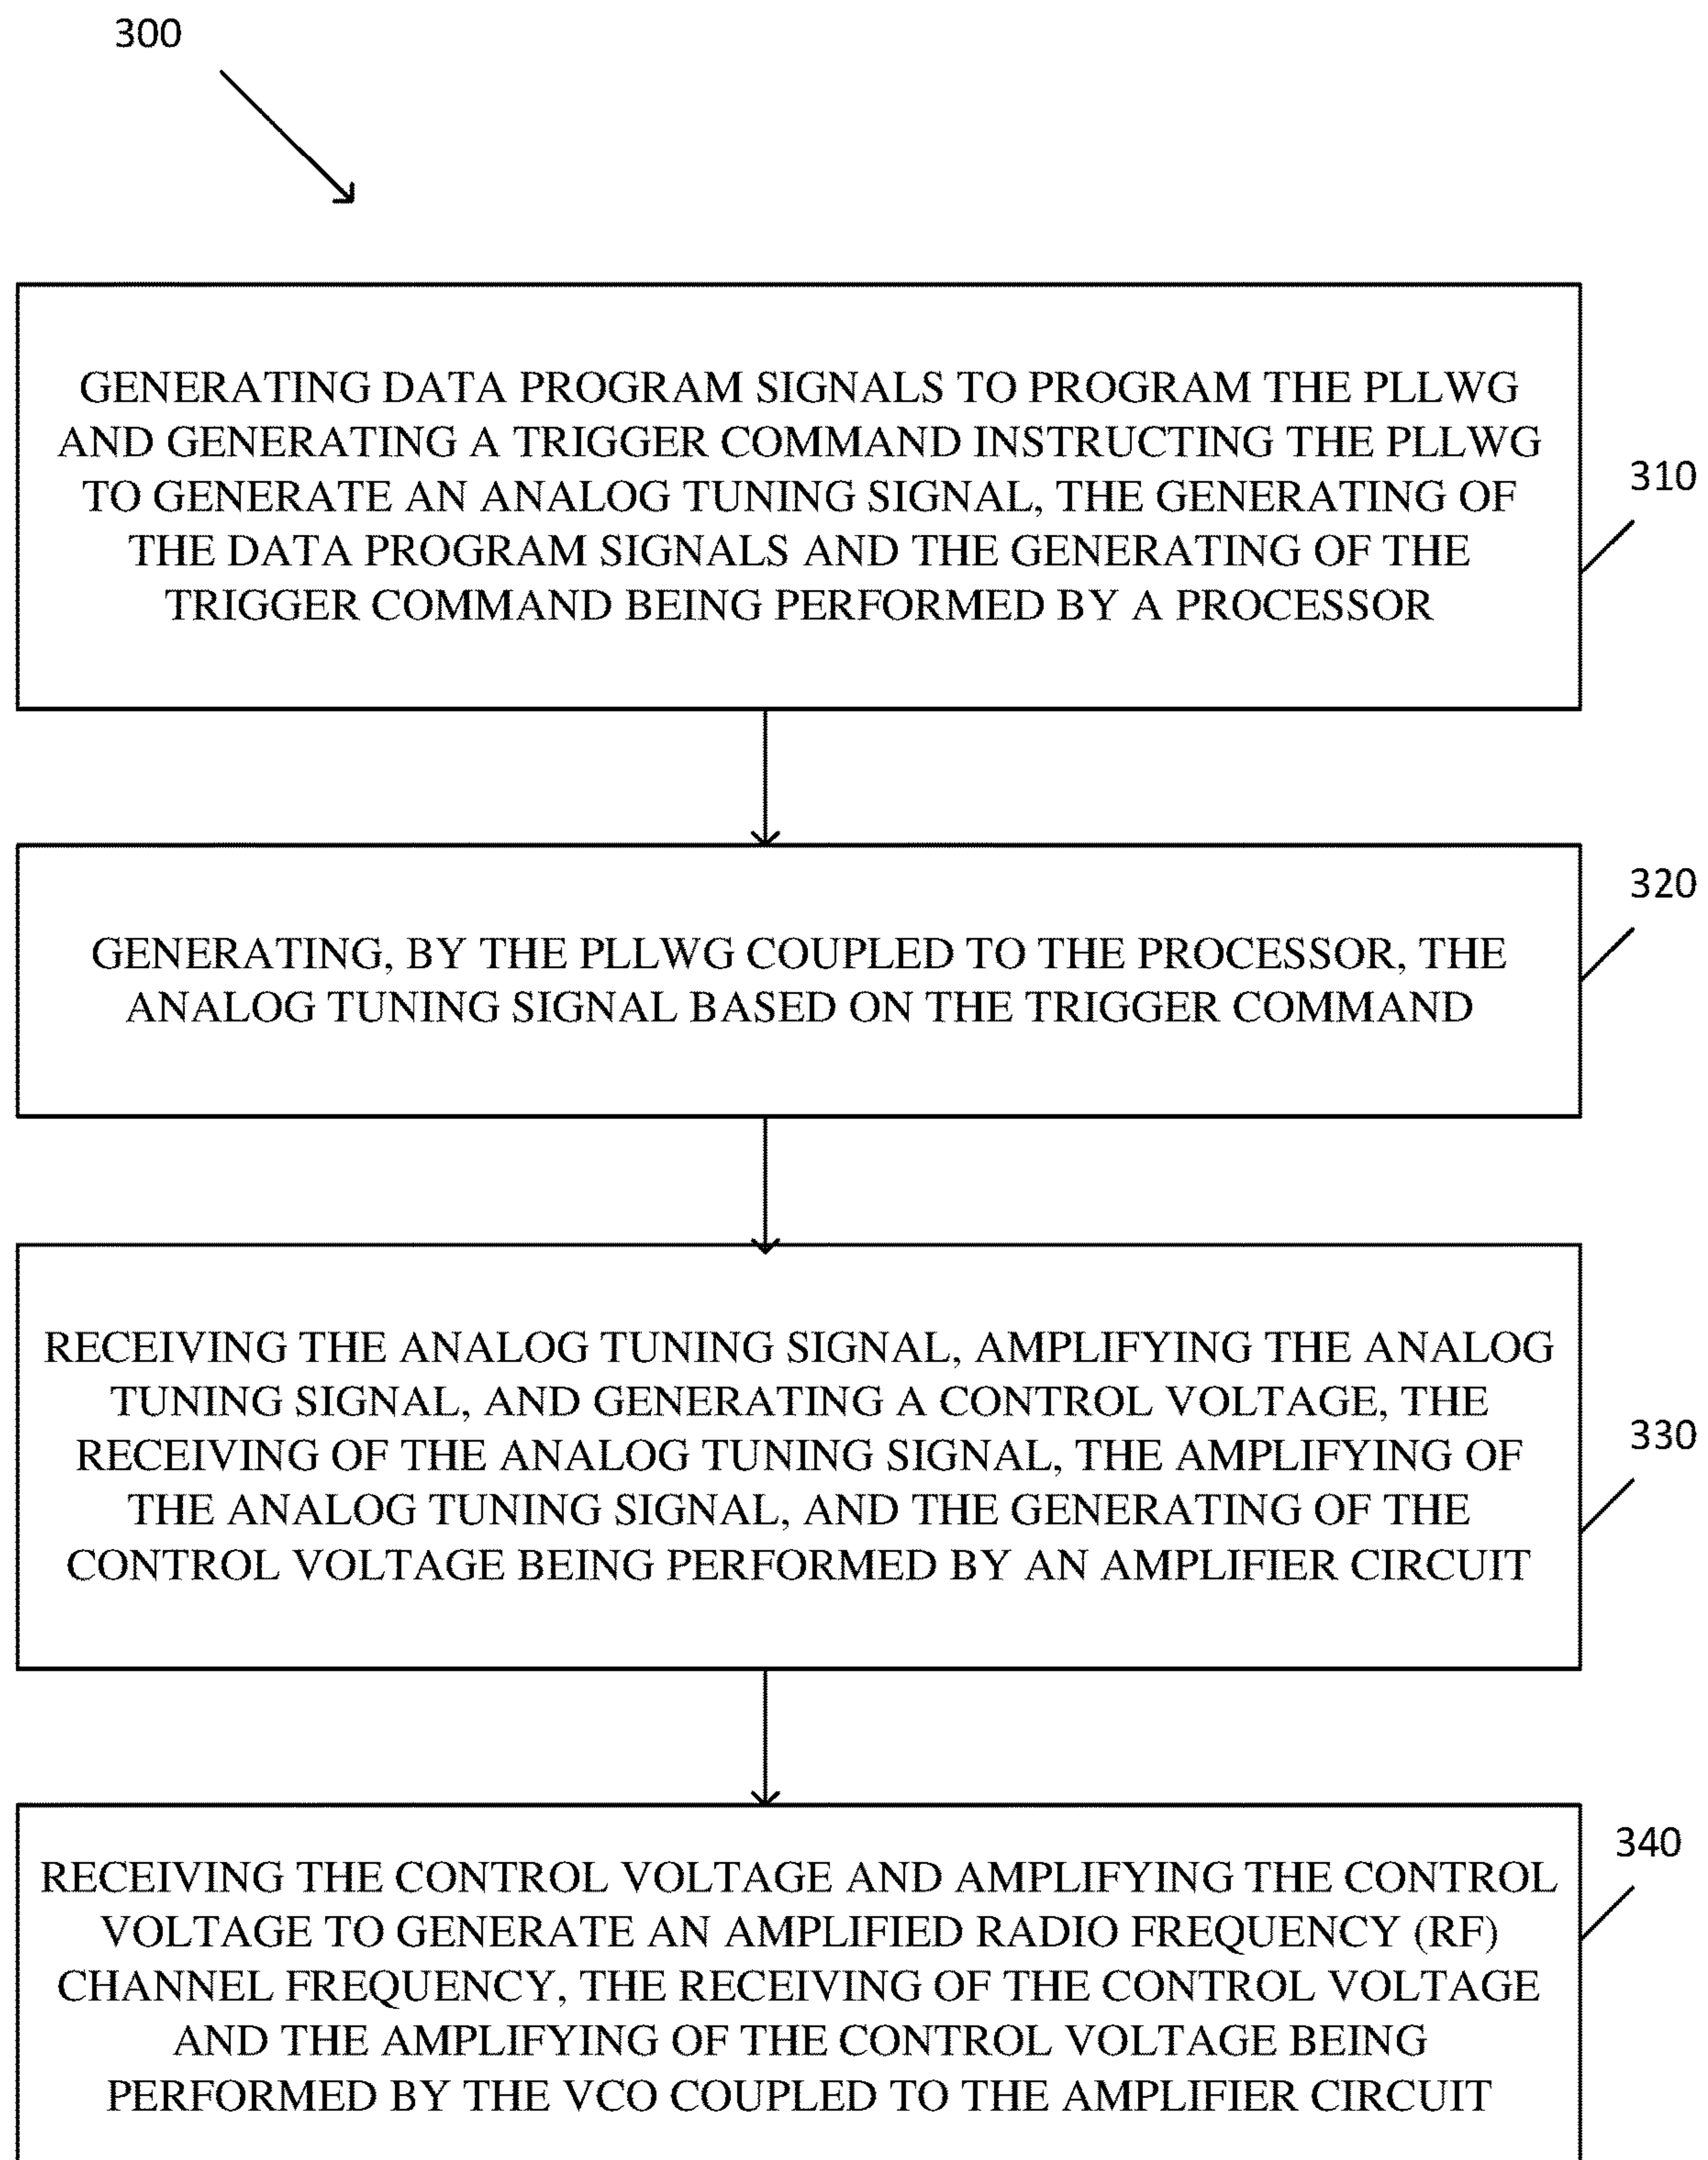 300
GENERATING DATA PROGRAM SIGNALS TO PROGRAM THE PLLWG
AND GENERATING A TRIGGER COMMAND INSTRUCTING THE PLLWG
TO GENERATE AN ANALOG TUNING SIGNAL, THE GENERATING OF
THE DATA PROGRAM SIGNALS AND THE GENERATING OF THE
TRIGGER COMMAND BEING PERFORMED BY A PROCESSOR
310
GENERATING, BY THE PLLWG COUPLED TO THE PROCESSOR, THE
ANALOG TUNING SIGNAL BASED ON THE TRIGGER COMMAND
320
RECEIVING THE ANALOG TUNING SIGNAL, AMPLIFYING THE ANALOG
TUNING SIGNAL, AND GENERATING A CONTROL VOLTAGE, THE
RECEIVING OF THE ANALOG TUNING SIGNAL, THE AMPLIFYING OF
THE ANALOG TUNING SIGNAL, AND THE GENERATING OF THE
CONTROL VOLTAGE BEING PERFORMED BY AN AMPLIFIER CIRCUIT
330
RECEIVING THE CONTROL VOLTAGE AND AMPLIFYING THE CONTROL
VOLTAGE TO GENERATE AN AMPLIFIED RADIO FREQUENCY (RF)
CHANNEL FREQUENCY, THE RECEIVING OF THE CONTROL VOLTAGE
AND THE AMPLIFYING OF THE CONTROL VOLTAGE BEING
PERFORMED BY THE VCO COUPLED TO THE AMPLIFIER CIRCUIT
340